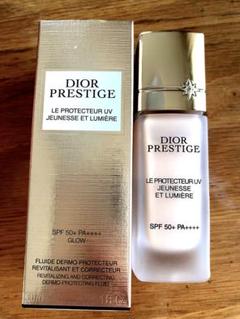 DIOR
PRESTIGE
LE PROTECTEUR UV
JEUNESSE ET LUMIÈRE
SPF 50+ PA++++
GLOW
FLUIDE DERMO-PROTECTEUR
REVITALISANT ET CORRECTEUR
REVITALIZING AND CORRECTING
DERMO-PROTECTING FLUID
DIOR
PRESTIGE
LE PROTECTEUR UV
JEUNESSE
ET LUMIÈRE
SPF 50+ PA++++